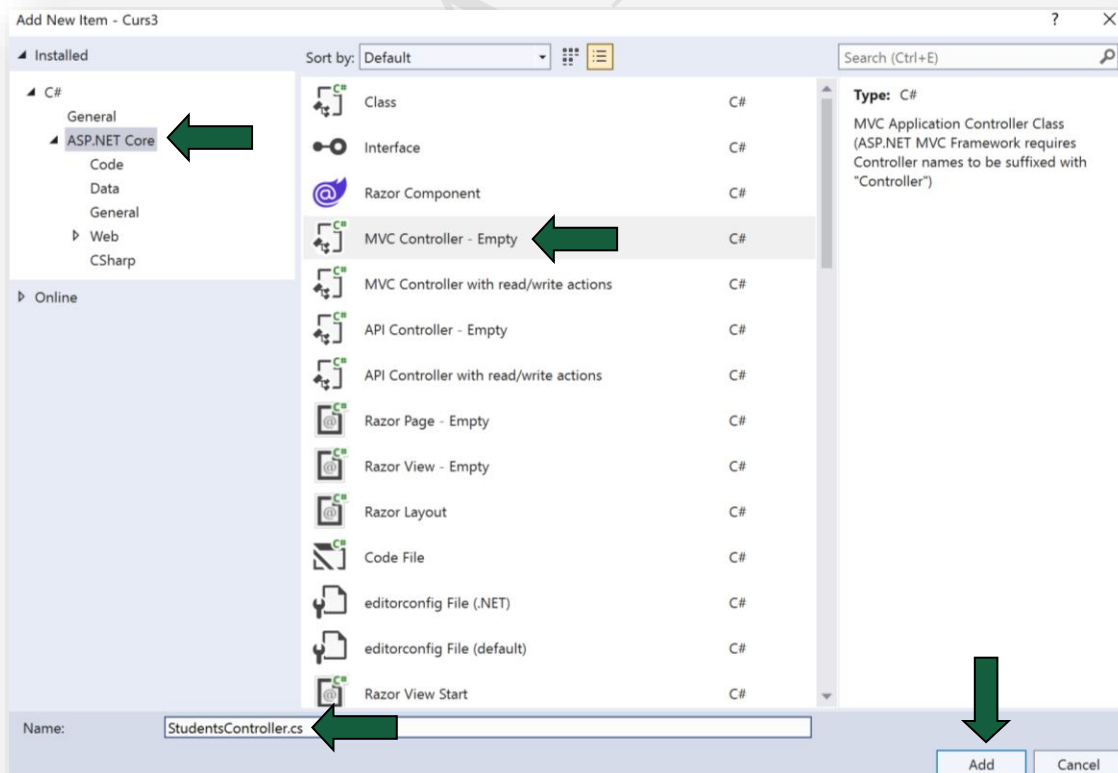 Add New Item - Curs3
? X
Installed
Sort by: Default
Search (Ctrl+E)
C#
General
ASP.NET Core
Code
Data
General
Web
CSharp
Online
Class C#
Interface C#
Razor Component C#
MVC Controller - Empty C#
MVC Controller with read/write actions C#
API Controller - Empty C#
API Controller with read/write actions C#
Razor Page - Empty C#
Razor View - Empty C#
Razor Layout C#
Code File C#
editorconfig File (.NET) C#
editorconfig File (default) C#
Razor View Start C#
Type: C#
MVC Application Controller Class
(ASP.NET MVC Framework requires
Controller names to be suffixed with
"Controller")
Name: StudentsController.cs
Add Cancel